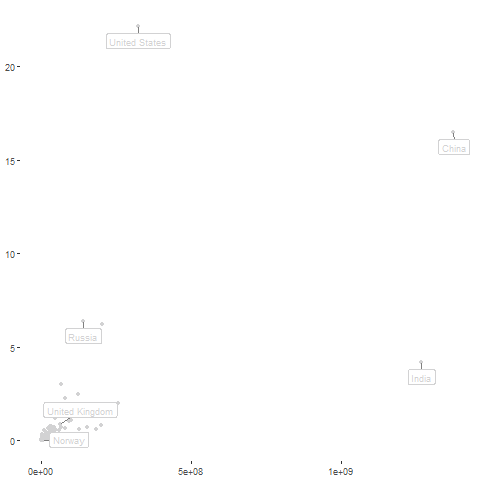 United States
20
China
15
10
Russia
5
India
United Kingdom
Norway
0
0e+00
5e+08
1e+09